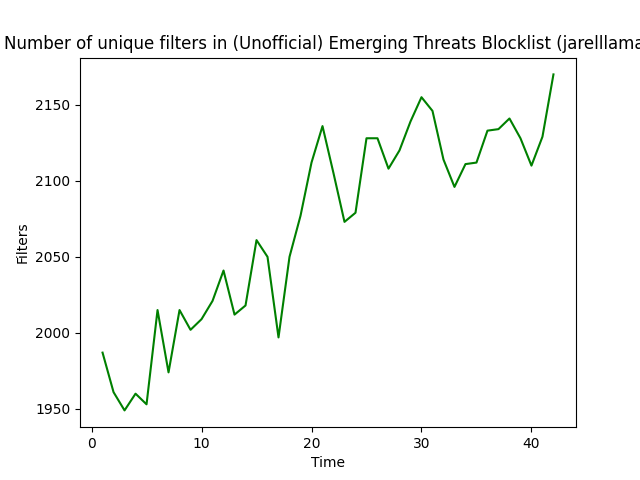 Number of unique filters in (Unofficial) Emerging Threats Blocklist (jarelllama
2150
2100
2050
2000
1950
Filters
0 10 20 30 40
Time